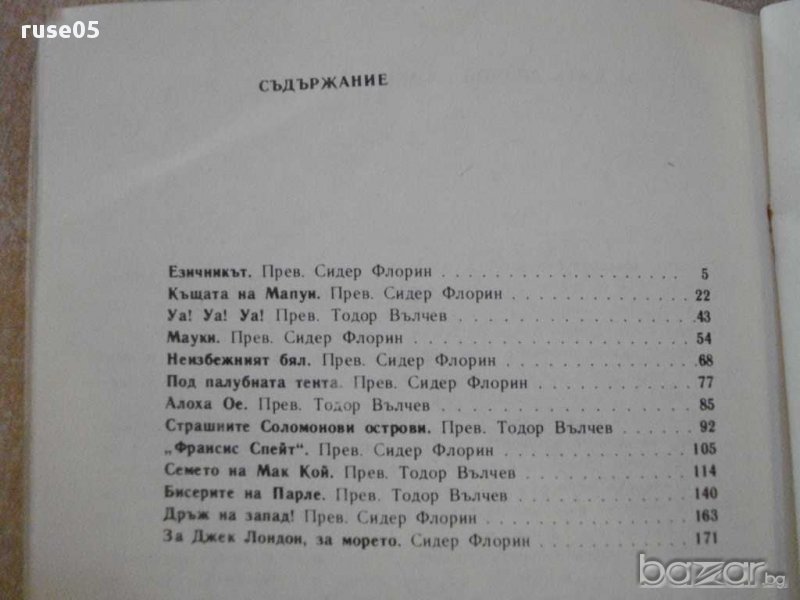 ruse05
СЪДЪРЖАНИЕ
Езичникът. Прев. Сидер Флорин . . . . . . . . . . . . . . . . 5
Къщата на Мапуи. Прев. Сидер Флорин . . . . . . . . . . . . 22
Уа! Уа! Уа! Прев. Тодор Вълчев . . . . . . . . . . . . . . . 43
Мауки. Прев. Сидер Флорин . . . . . . . . . . . . . . . . . . 54
Неизбежният бял. Прев. Сидер Флорин . . . . . . . . . . . . 68
Под палубната тента. Прев. Сидер Флорин . . . . . . . . . . 77
Алоха Ое. Прев. Тодор Вълчев . . . . . . . . . . . . . . . . 85
Страшните Соломонови острови. Прев. Тодор Вълчев . . . . 92
„Франсис Спейт“. Прев. Сидер Флорин . . . . . . . . . . . . 105
Семето на Мак Кой. Прев. Тодор Вълчев . . . . . . . . . . . 114
Бисерите на Парле. Прев. Тодор Вълчев . . . . . . . . . . . 140
Дръж на запад! Прев. Сидер Флорин . . . . . . . . . . . . . 163
За Джек Лондон, за морето. Сидер Флорин . . . . . . . . . . 171
bazar.bg